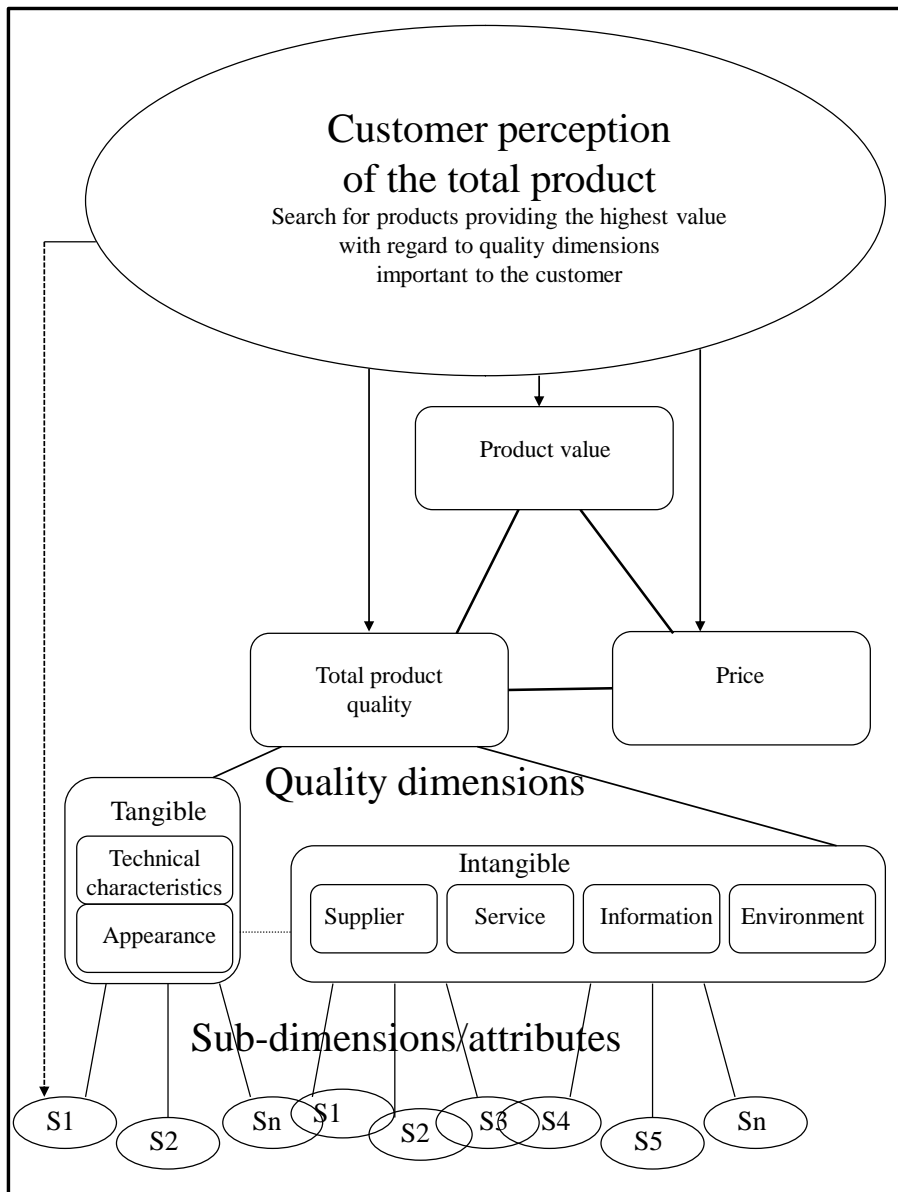 Customer perception
of the total product
Search for products providing the highest value
with regard to quality dimensions
important to the customer
Product value
Total product
quality
Price
Quality dimensions
Tangible
Technical
characteristics
Appearance
Intangible
Supplier
Service
Information
Environment
Sub-dimensions/attributes
S1
S2
Sn
S1
S2
S3
S4
S5
Sn